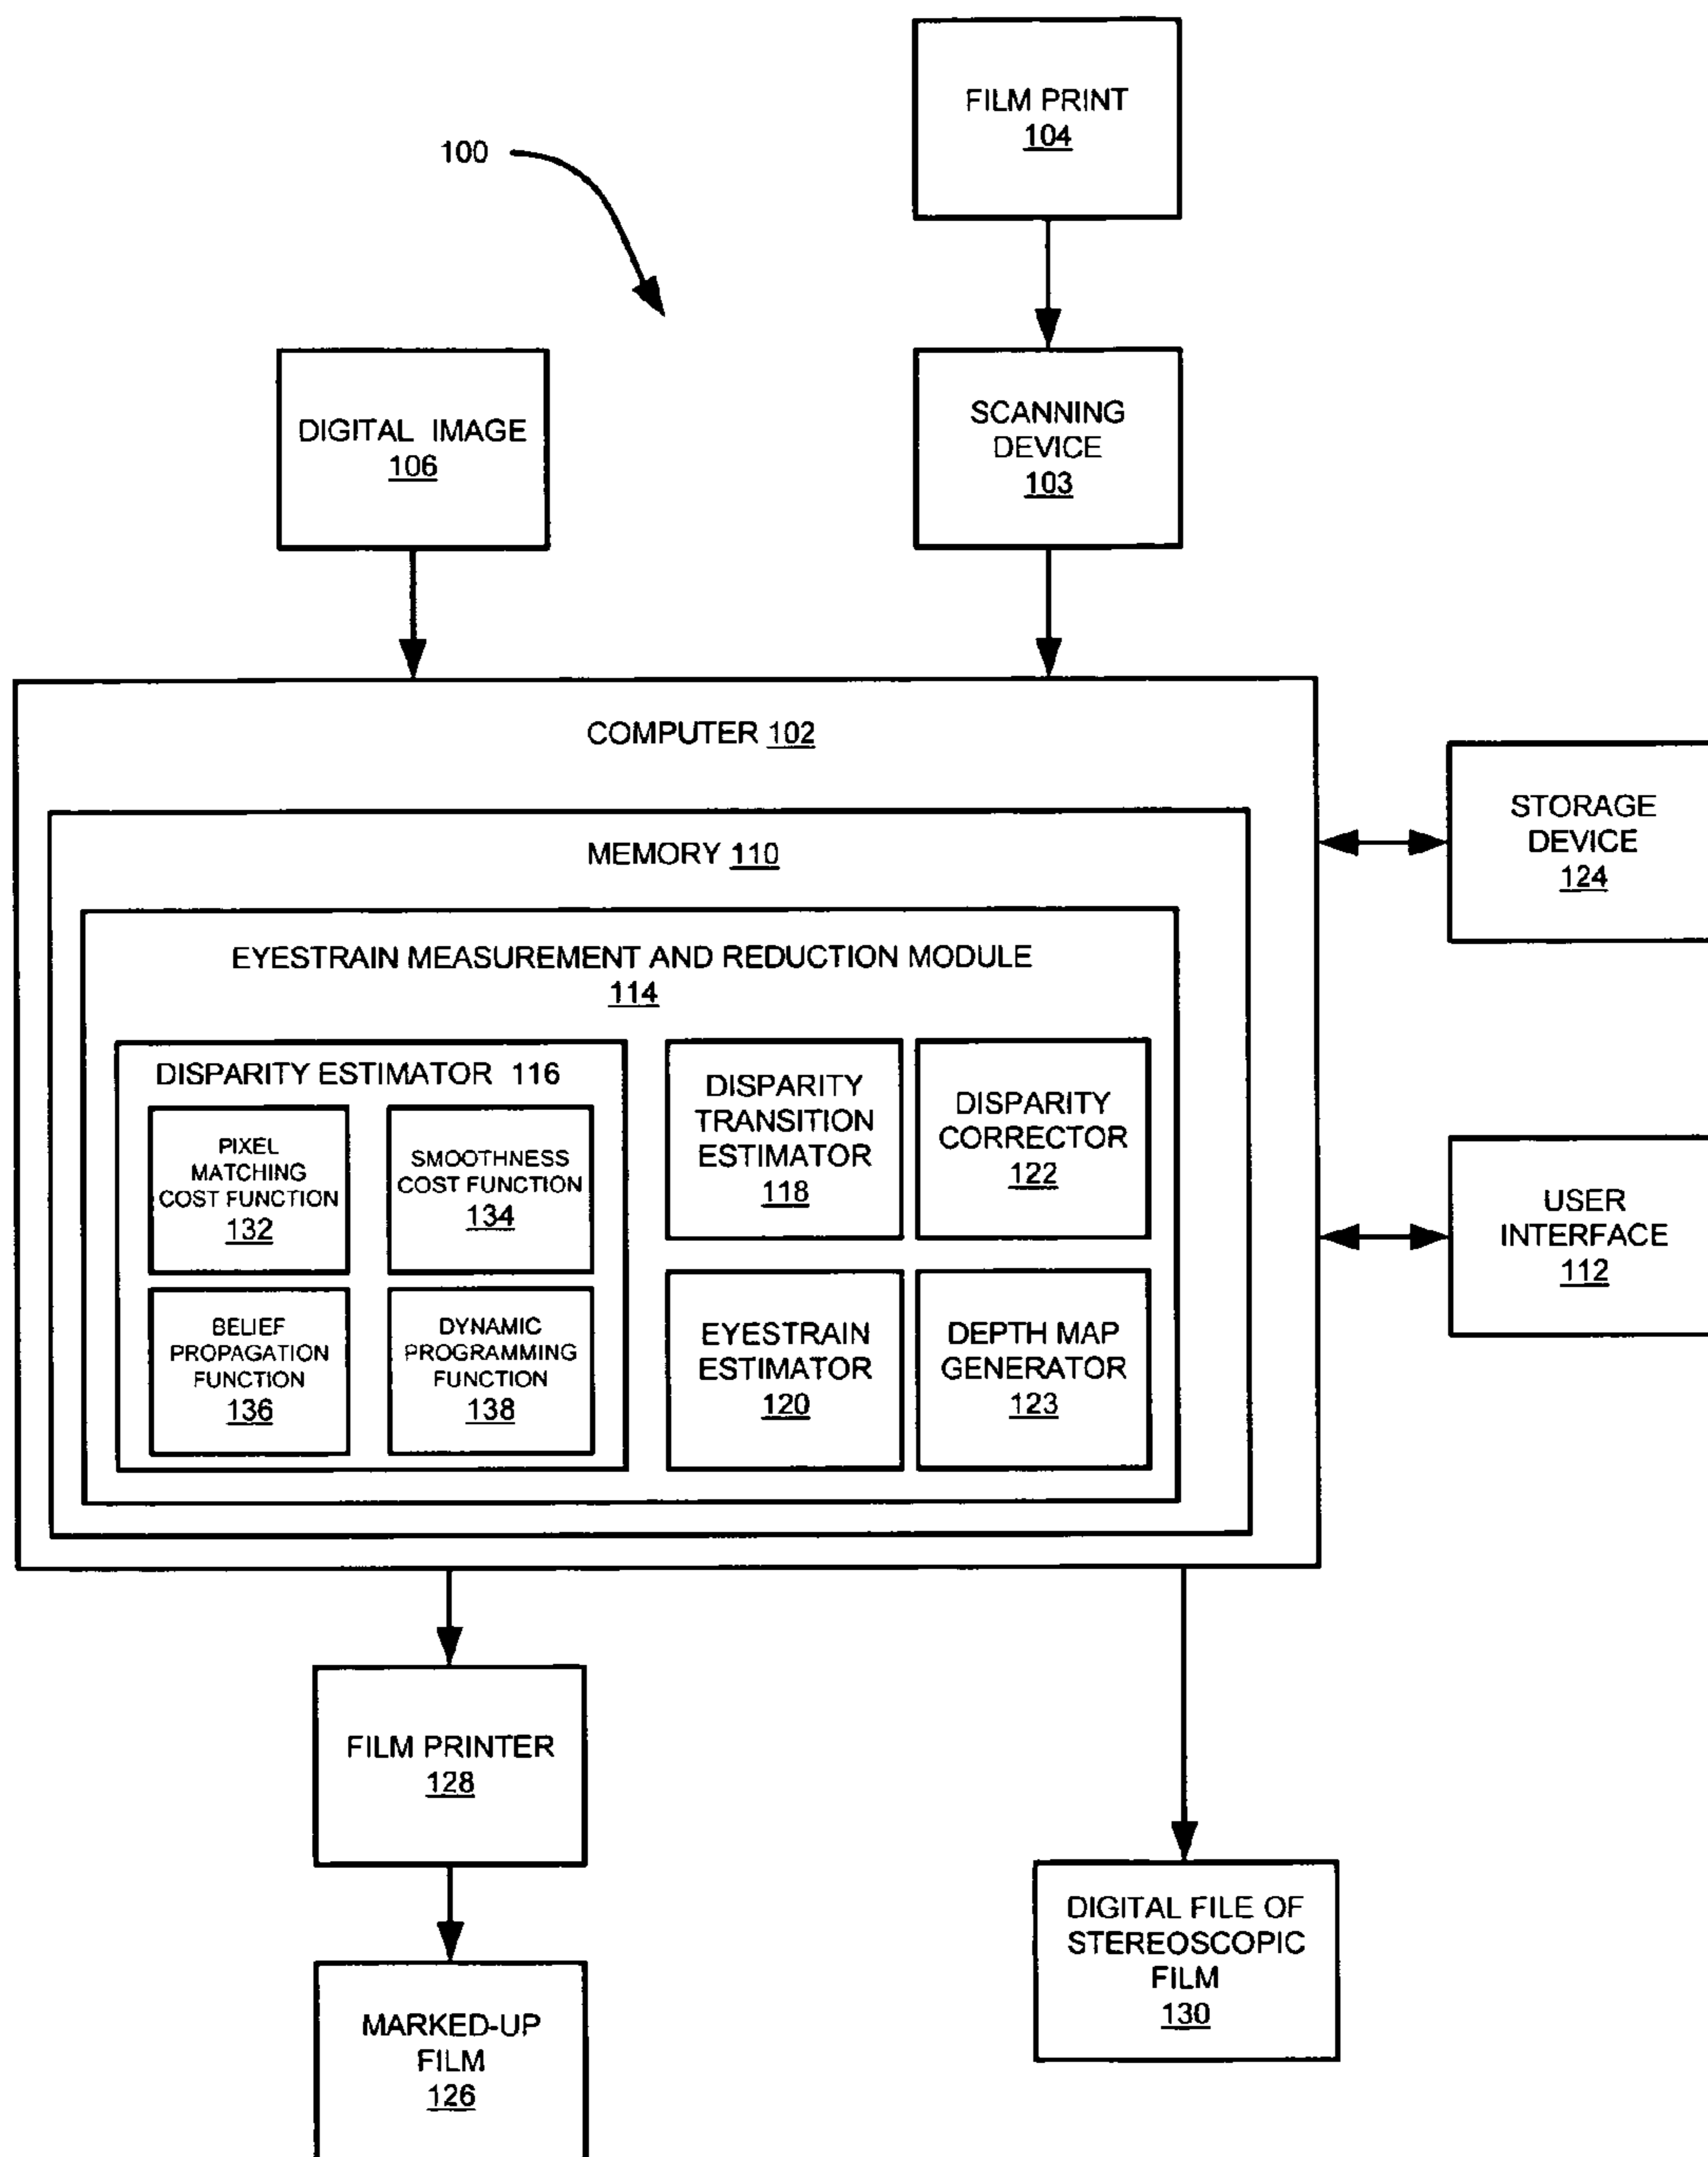 FILM PRINT
104
100
DIGITAL IMAGE
106
SCANNING
DEVICE
103
COMPUTER 102
STORAGE
DEVICE
124
MEMORY 110
EYESTRAIN MEASUREMENT AND REDUCTION MODULE
114
DISPARITY ESTIMATOR 116
PIXEL
MATCHING
COST FUNCTION
132
SMOOTHNESS
COST FUNCTION
134
BELIEF
PROPAGATION
FUNCTION
136
DYNAMIC
PROGRAMMING
FUNCTION
138
DISPARITY
TRANSITION
ESTIMATOR
118
DISPARITY
CORRECTOR
122
EYESTRAIN
ESTIMATOR
120
DEPTH MAP
GENERATOR
123
USER
INTERFACE
112
FILM PRINTER
128
MARKED-UP
FILM
126
DIGITAL FILE OF
STEREOSCOPIC
FILM
130